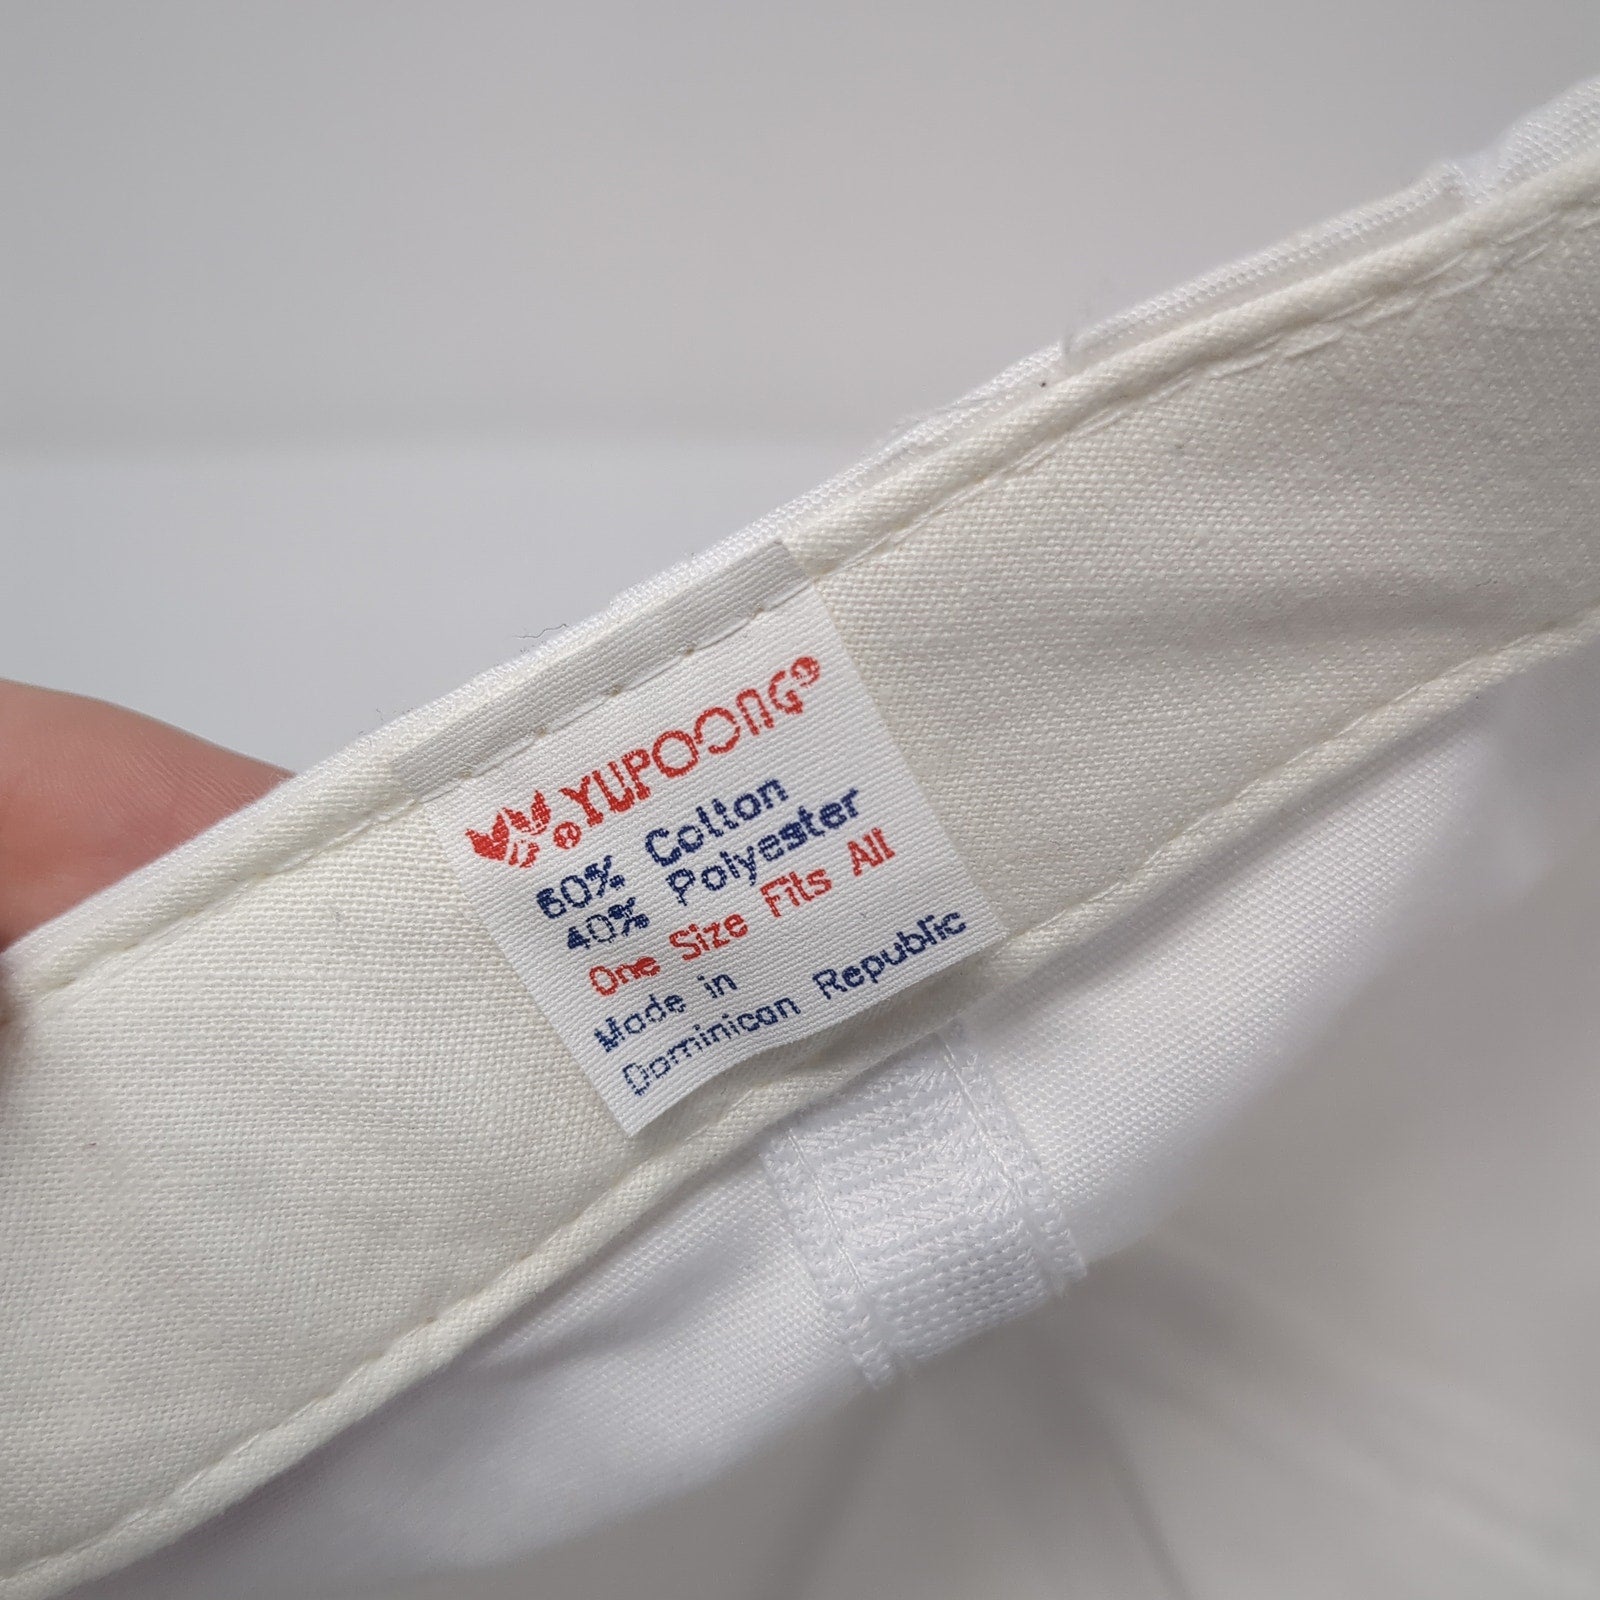 ® YUPOONG®
60% Cotton
40% Polyester
One Size Fits All
Made in
Dominican Republic